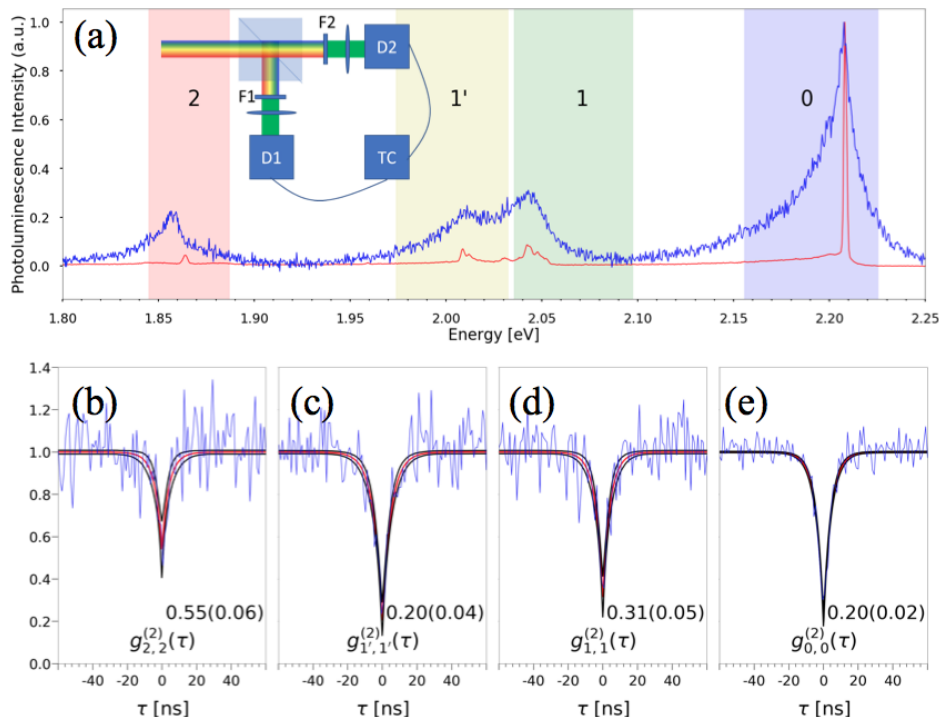 (a)
Photoluminescence Intensity (a.u.)
1.0
0.8
0.6
0.4
0.2
0.0
2
1'
1
0
F2
D2
F1
D1
TC
1.80 1.85 1.90 1.95 2.00 2.05 2.10 2.15 2.20 2.25
Energy [eV]
1.4
1.2
1.0
0.8
0.6
0.4
0.2
0.0
(b)
0.55(0.06)
g(2)2,2(τ)
-40 -20 0 20 40
τ [ns]
(c)
0.20(0.04)
g(2)1',1'(τ)
-40 -20 0 20 40
τ [ns]
(d)
0.31(0.05)
g(2)1,1(τ)
-40 -20 0 20 40
τ [ns]
(e)
0.20(0.02)
g(2)0,0(τ)
-40 -20 0 20 40
τ [ns]